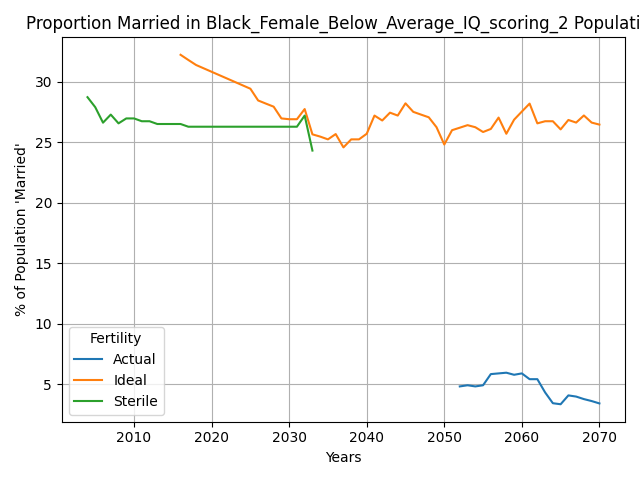 Proportion Married in Black_Female_Below_Average_IQ_scoring_2 Populati
% of Population 'Married'
30
25
20
15
10
5
Fertility
Actual
Ideal
Sterile
2010 2020 2030 2040 2050 2060 2070
Years